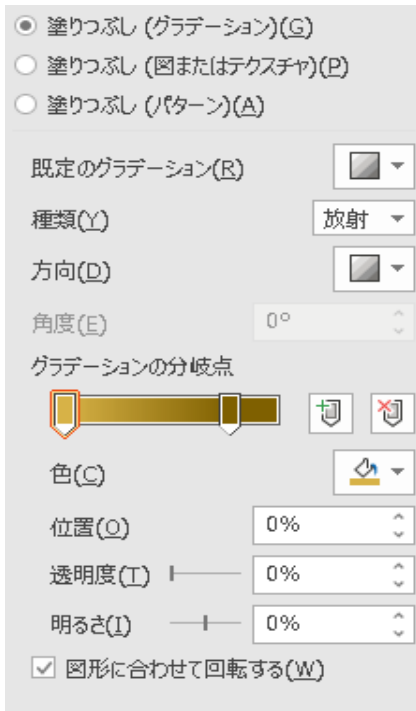 塗りつぶし (グラデーション)(G)
塗りつぶし (図またはテクスチャ)(P)
塗りつぶし (パターン)(A)
既定のグラデーション(R)
種類(Y) 放射
方向(D)
角度(E) 0°
グラデーションの分岐点
色(C)
位置(O) 0%
透明度(T) 0%
明るさ(I) 0%
図形に合わせて回転する(W)